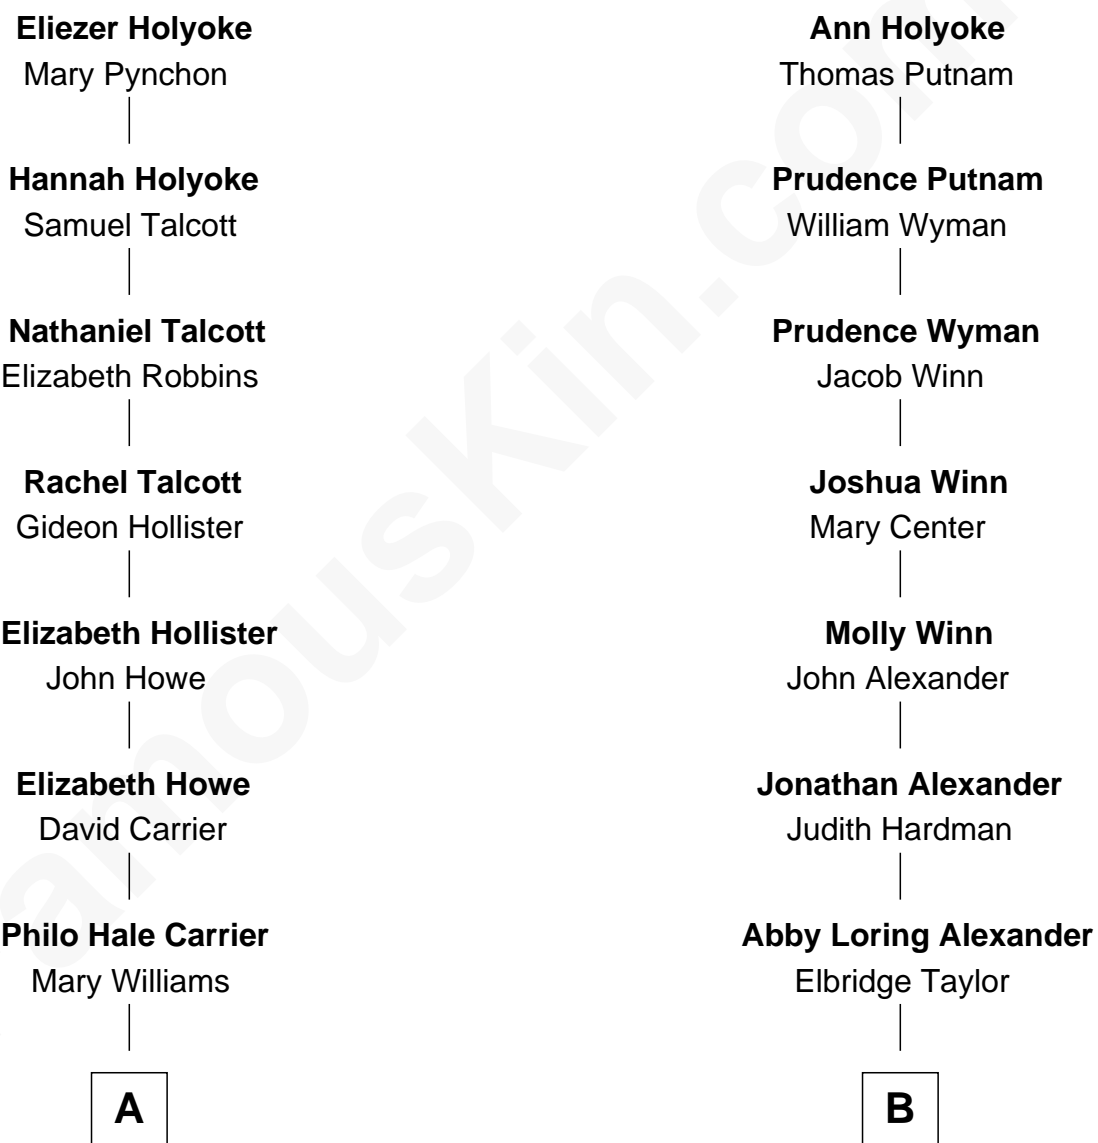 Eliezer Holyoke
Mary Pynchon
Hannah Holyoke
Samuel Talcott
Nathaniel Talcott
Elizabeth Robbins
Rachel Talcott
Gideon Hollister
Elizabeth Hollister
John Howe
Elizabeth Howe
David Carrier
Philo Hale Carrier
Mary Williams
A
Ann Holyoke
Thomas Putnam
Prudence Putnam
William Wyman
Prudence Wyman
Jacob Winn
Joshua Winn
Mary Center
Molly Winn
John Alexander
Jonathan Alexander
Judith Hardman
Abby Loring Alexander
Elbridge Taylor
B
amouskin.com